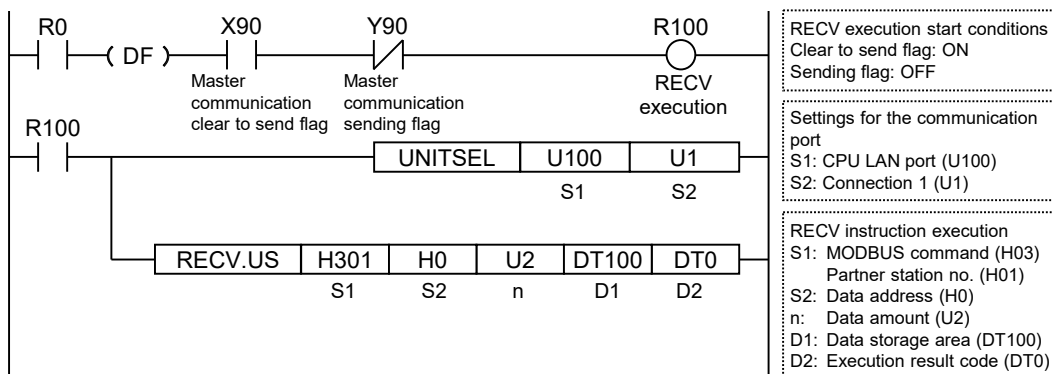 R0 X90 Y90 R100
( DF )
Master
communication
clear to send flag
Master
communication
sending flag
RECV
execution
R100
UNITSEL U100 U1
S1 S2
RECV.US H301 H0 U2 DT100 DT0
S1 S2 n D1 D2
RECV execution start conditions
Clear to send flag: ON
Sending flag: OFF
Settings for the communication
port
S1: CPU LAN port (U100)
S2: Connection 1 (U1)
RECV instruction execution
S1: MODBUS command (H03)
Partner station no. (H01)
S2: Data address (H0)
n: Data amount (U2)
D1: Data storage area (DT100)
D2: Execution result code (DT0)